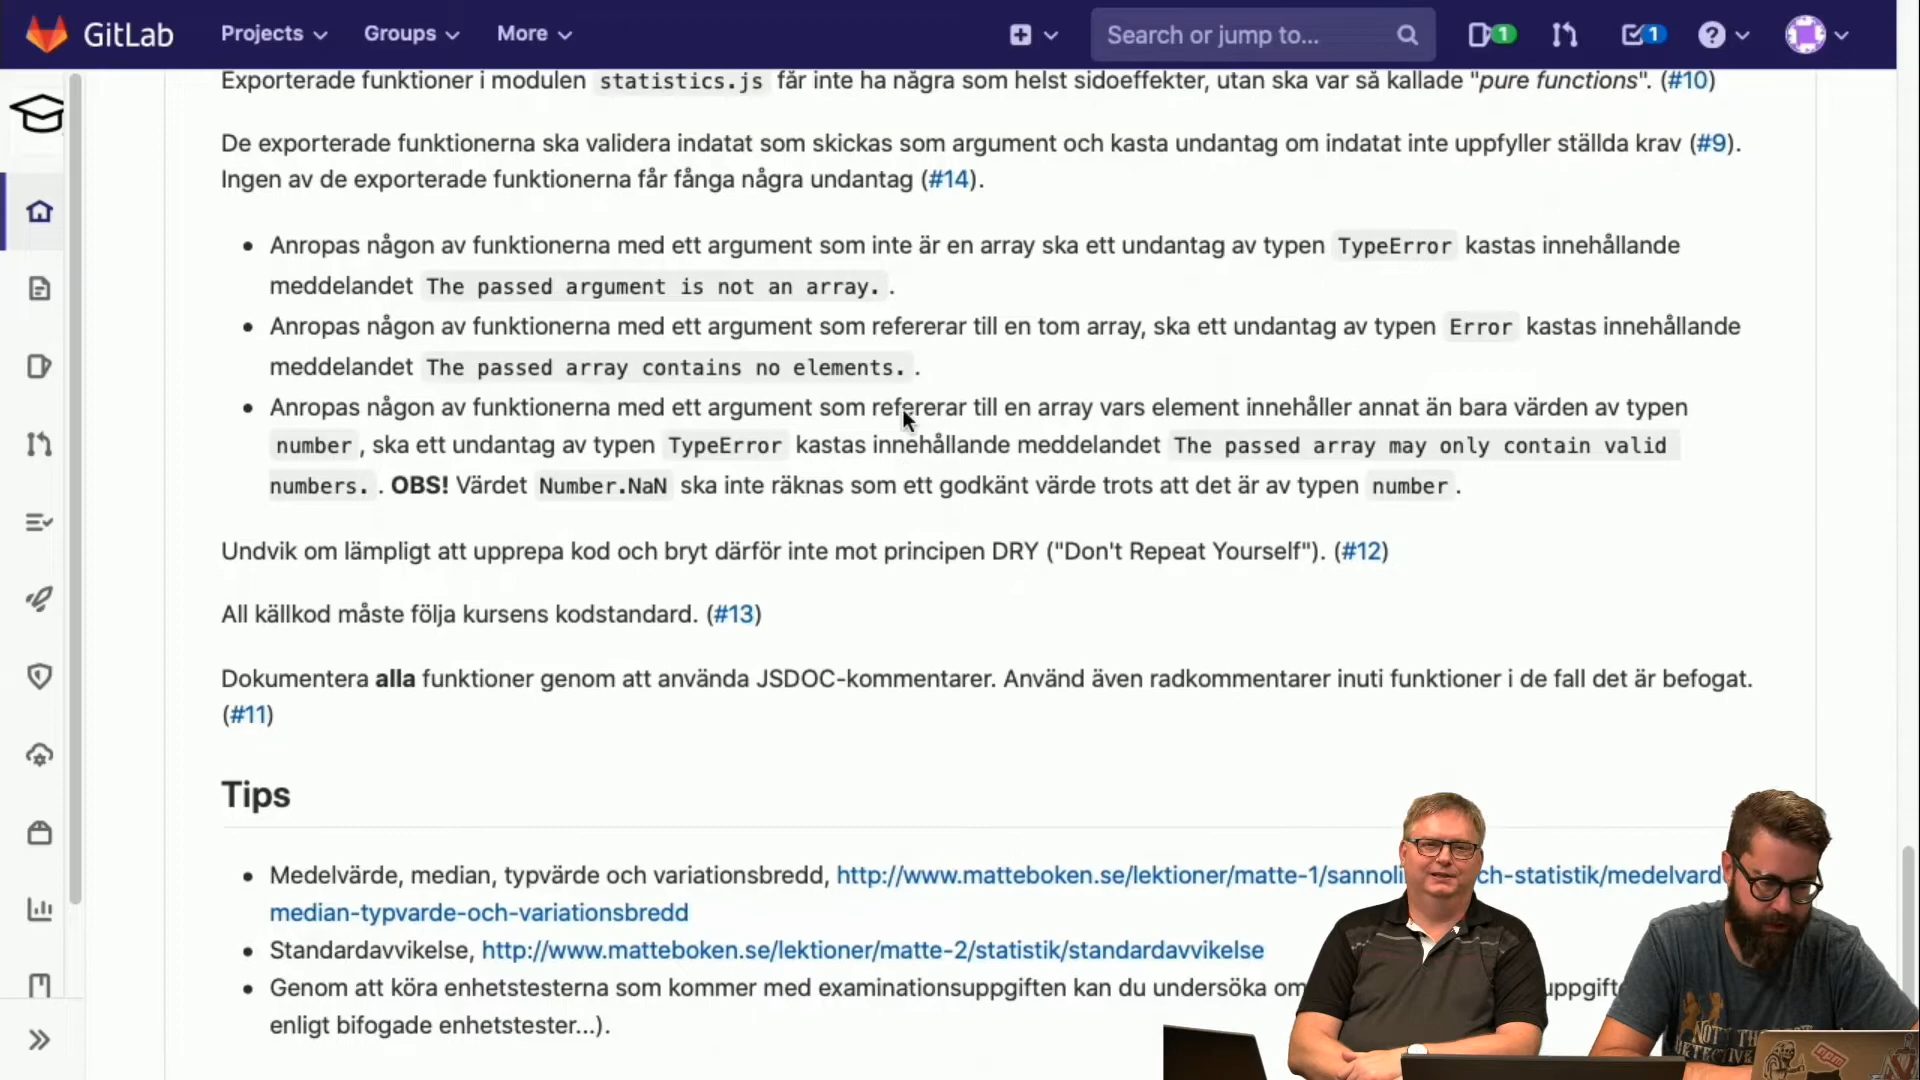 GitLab Projects Groups More Search or jump to... 1 1
Exporterade funktioner i modulen statistics.js får inte ha några som helst sidoeffekter, utan ska var så kallade "pure functions". (#10)
De exporterade funktionerna ska validera indatat som skickas som argument och kasta undantag om indatat inte uppfyller ställda krav (#9).
Ingen av de exporterade funktionerna får fånga några undantag (#14).
Anropas någon av funktionerna med ett argument som inte är en array ska ett undantag av typen TypeError kastas innehållande
meddelandet The passed argument is not an array. .
Anropas någon av funktionerna med ett argument som refererar till en tom array, ska ett undantag av typen Error kastas innehållande
meddelandet The passed array contains no elements. .
Anropas någon av funktionerna med ett argument som refererar till en array vars element innehåller annat än bara värden av typen
number , ska ett undantag av typen TypeError kastas innehållande meddelandet The passed array may only contain valid
numbers. . OBS! Värdet Number.NaN ska inte räknas som ett godkänt värde trots att det är av typen number .
Undvik om lämpligt att upprepa kod och bryt därför inte mot principen DRY ("Don't Repeat Yourself"). (#12)
All källkod måste följa kursens kodstandard. (#13)
Dokumentera alla funktioner genom att använda JSDOC-kommentarer. Använd även radkommentarer inuti funktioner i de fall det är befogat.
(#11)
Tips
Medelvärde, median, typvärde och variationsbredd, http://www.matteboken.se/lektioner/matte-1/sannoli ch-statistik/medelvard
median-typvarde-och-variationsbredd
Standardavvikelse, http://www.matteboken.se/lektioner/matte-2/statistik/standardavvikelse
Genom att köra enhetstesterna som kommer med examinationsuppgiften kan du undersöka om uppgift
enligt bifogade enhetstester...).
NOT TH
DETECTIVE
npm